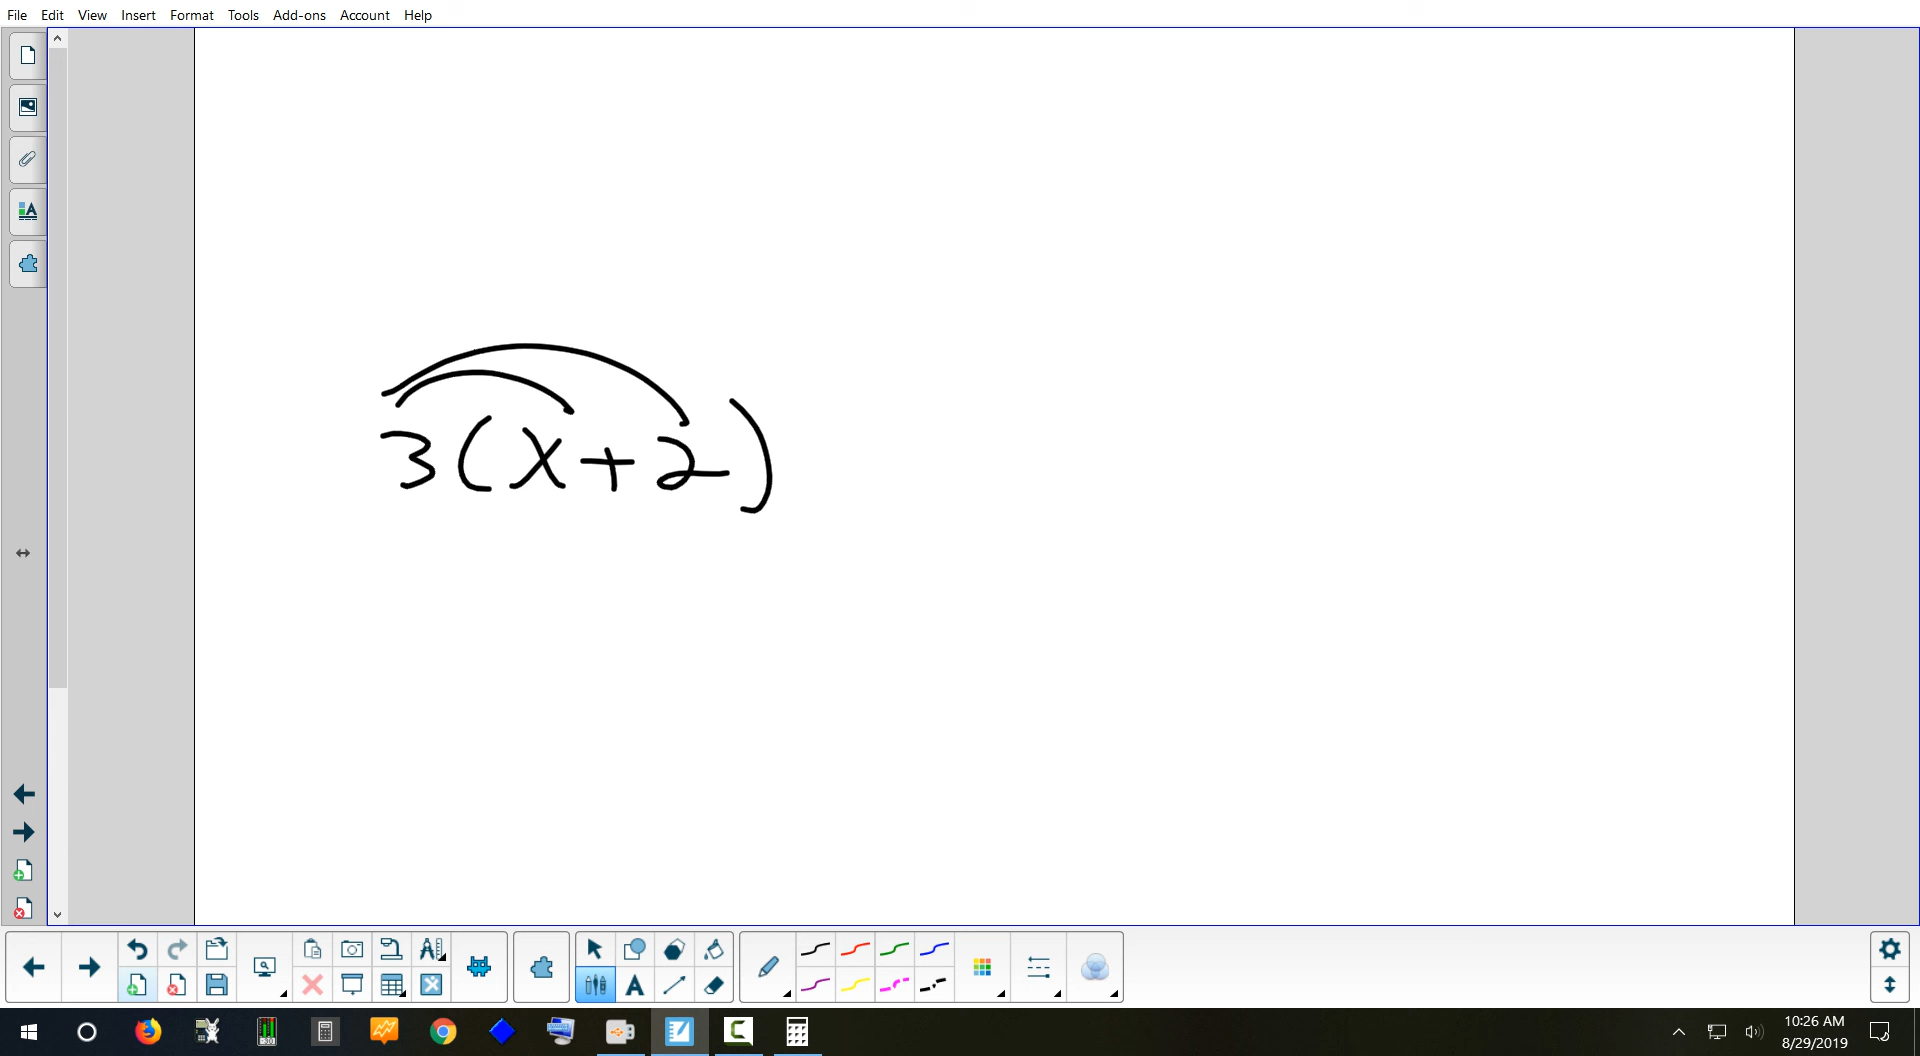 File Edit View Insert Format Tools Add-ons Account Help
3(x+2)
10:26 AM
8/29/2019